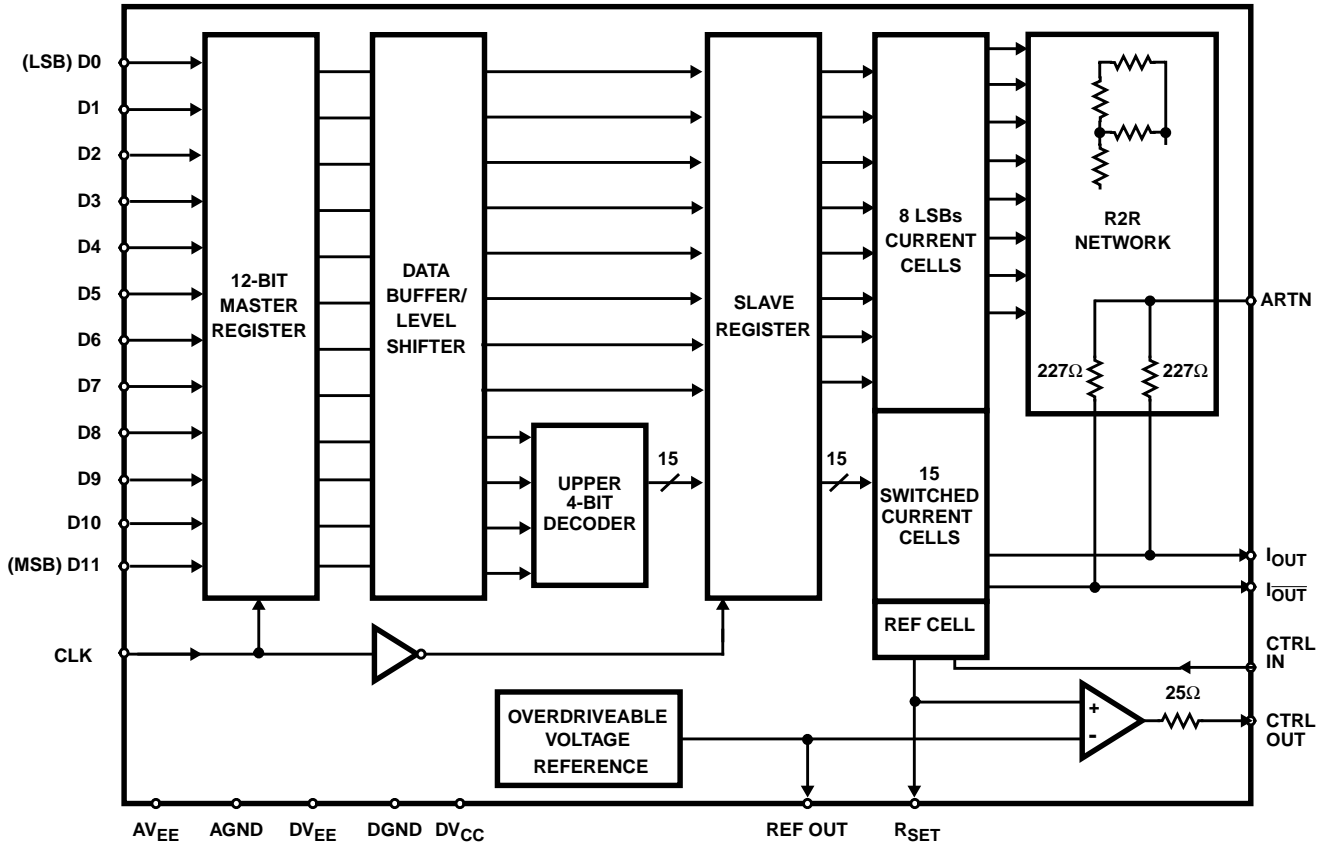 (LSB) D0
D1
D2
D3
D4
D5
D6
D7
D8
D9
D10
(MSB) D11
CLK
12-BIT
MASTER
REGISTER
DATA
BUFFER/
LEVEL
SHIFTER
UPPER
4-BIT
DECODER
15
SLAVE
REGISTER
15
8 LSBs
CURRENT
CELLS
15
SWITCHED
CURRENT
CELLS
REF CELL
R2R
NETWORK
227Ω
227Ω
ARTN
IOUT
IOUT
CTRL
IN
25Ω
CTRL
OUT
+
-
OVERDRIVEABLE
VOLTAGE
REFERENCE
AVEE
AGND
DVEE
DGND
DVCC
REF OUT
RSET